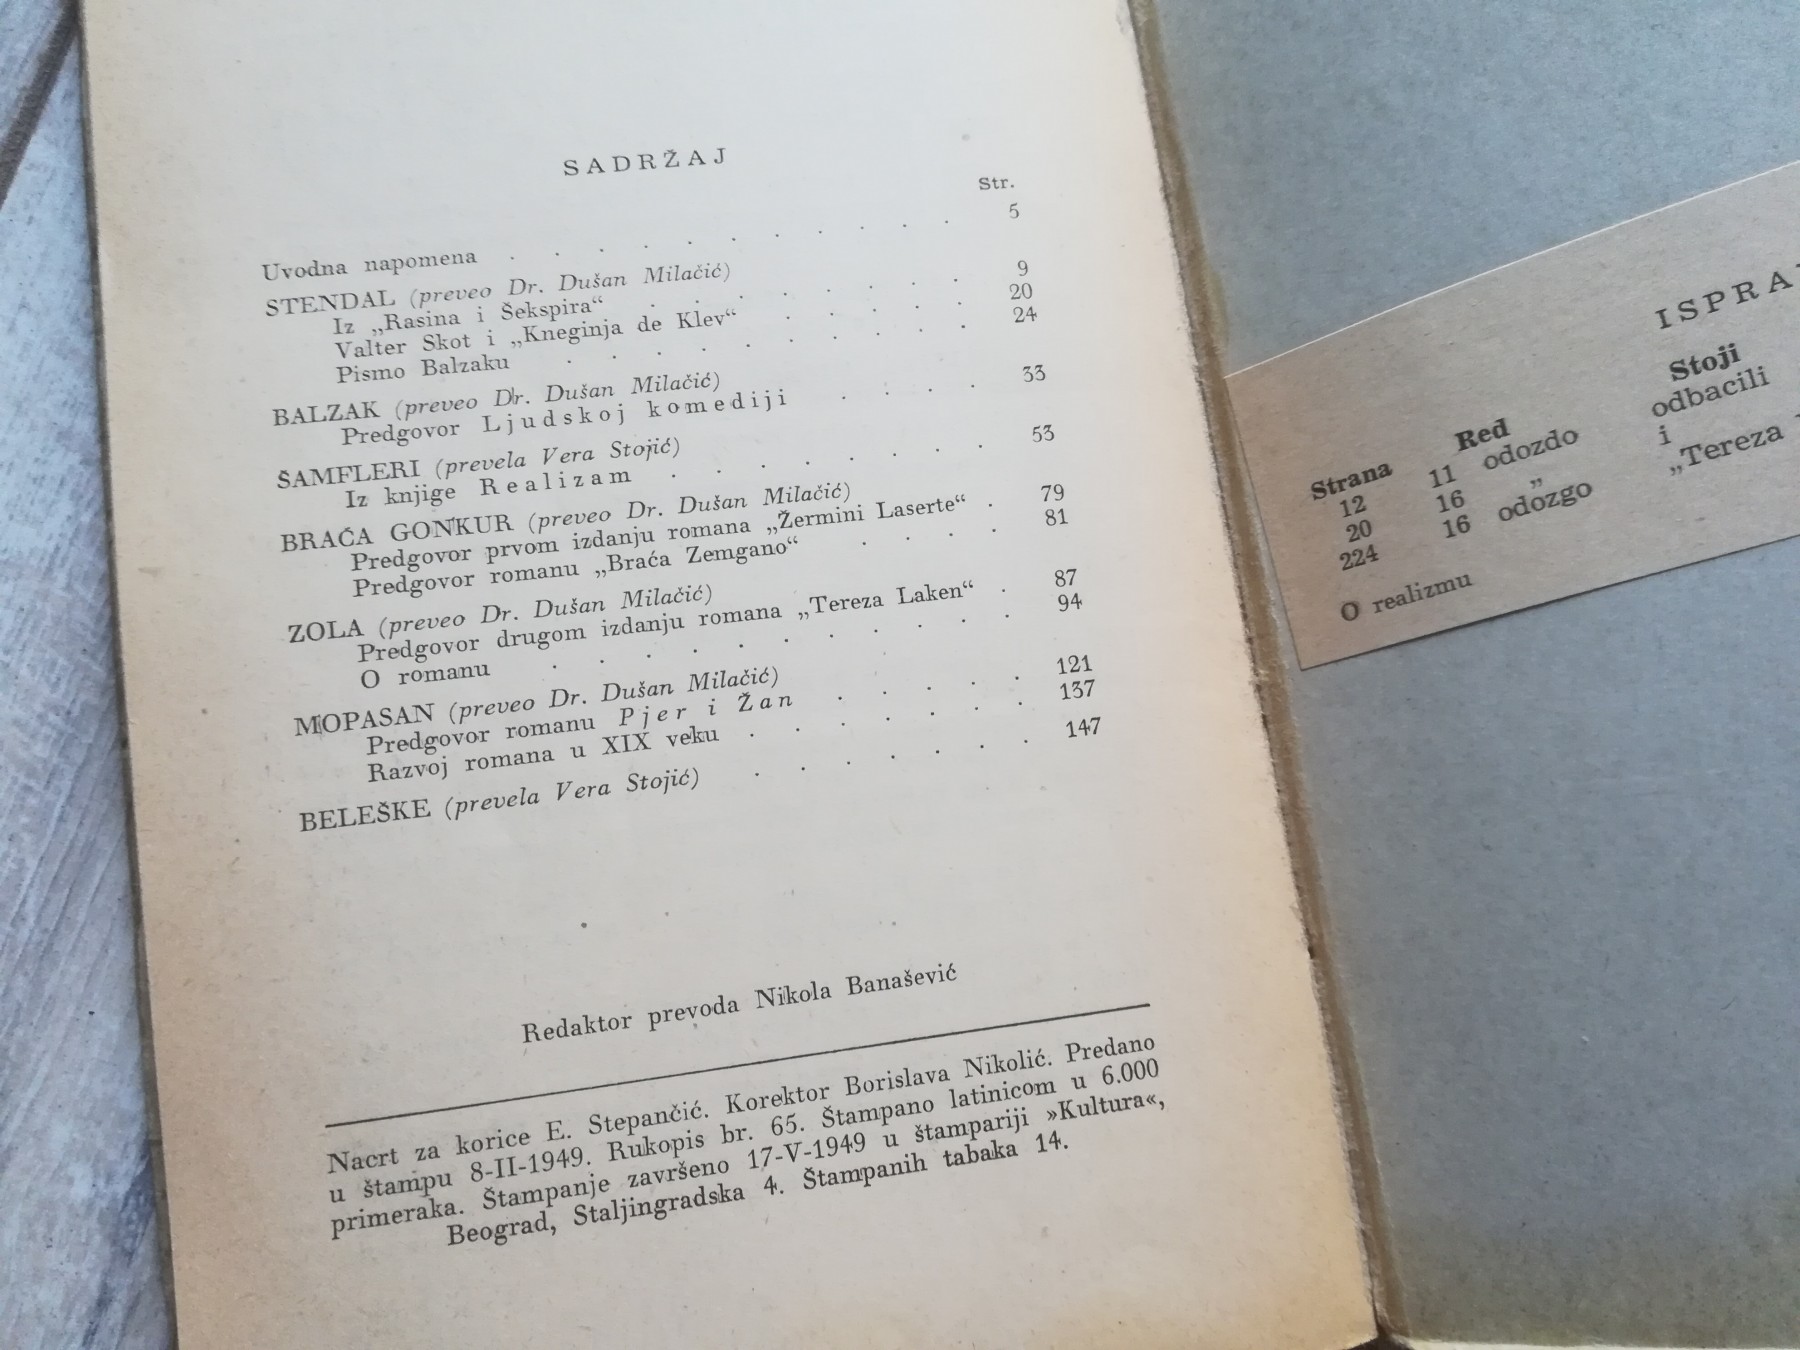 SADRŽAJ
Str.
Uvodna napomena . . . . . . . . . . 5
STENDAL (preveo Dr. Dušan Milačić)
Iz „Rasina i Šekspira“ . . . . . . . . 9
Valter Skot i „Kneginja de Klev“ . . . . . 20
Pismo Balzaku . . . . . . . . . . 24
BALZAK (preveo Dr. Dušan Milačić)
Predgovor Ljudskoj komediji . . . . 33
ŠAMFLERI (prevela Vera Stojić)
Iz knjige Realizam . . . . . . . . 53
BRAĆA GONKUR (preveo Dr. Dušan Milačić)
Predgovor prvom izdanju romana „Žermini Laserte“ . 79
Predgovor romanu „Braća Zemgano“ . . . . 81
ZOLA (preveo Dr. Dušan Milačić)
Predgovor drugom izdanju romana „Tereza Laken“ . 87
O romanu . . . . . . . . . . . 94
MOPASAN (preveo Dr. Dušan Milačić)
Predgovor romanu Pjer i Žan . . . . . 121
Razvoj romana u XIX veku . . . . . . . 137
BELEŠKE (prevela Vera Stojić) . . . . . . . 147
Redaktor prevoda Nikola Banašević
Nacrt za korice E. Stepančić. Korektor Borislava Nikolić. Predano
u štampu 8-II-1949. Rukopis br. 65. Štampano latinicom u 6.000
primeraka. Štampanje završeno 17-V-1949 u štampariji »Kultura«,
Beograd, Staljingradska 4. Štampanih tabaka 14.
Strana Red Stoji
12 11 odozdo odbacili
20 16 „ i
224 16 odozgo „Tereza
O realizmu